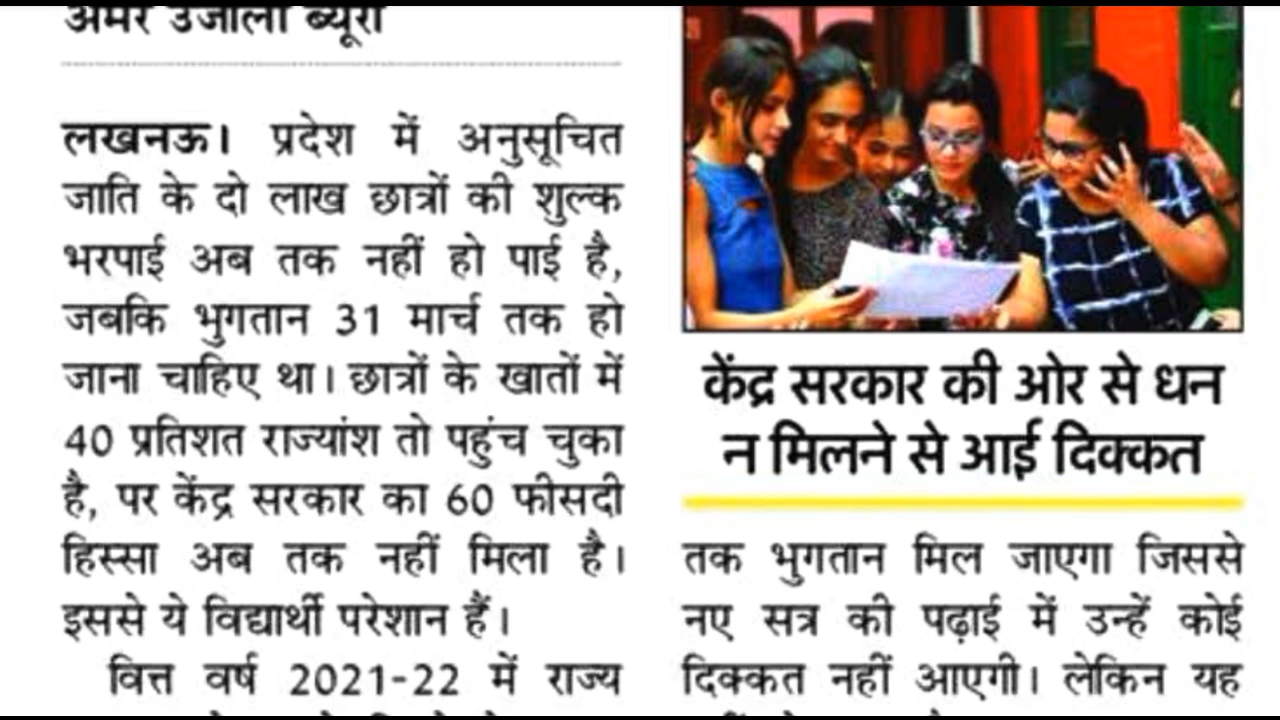 अमर उजाला ब्यूरो
लखनऊ। प्रदेश में अनुसूचित
जाति के दो लाख छात्रों की शुल्क
भरपाई अब तक नहीं हो पाई है,
जबकि भुगतान 31 मार्च तक हो
जाना चाहिए था। छात्रों के खातों में
40 प्रतिशत राज्यांश तो पहुंच चुका
है, पर केंद्र सरकार का 60 फीसदी
हिस्सा अब तक नहीं मिला है।
इससे ये विद्यार्थी परेशान हैं।
वित्त वर्ष 2021-22 में राज्य
केंद्र सरकार की ओर से धन
न मिलने से आई दिक्कत
तक भुगतान मिल जाएगा जिससे
नए सत्र की पढ़ाई में उन्हें कोई
दिक्कत नहीं आएगी। लेकिन यह